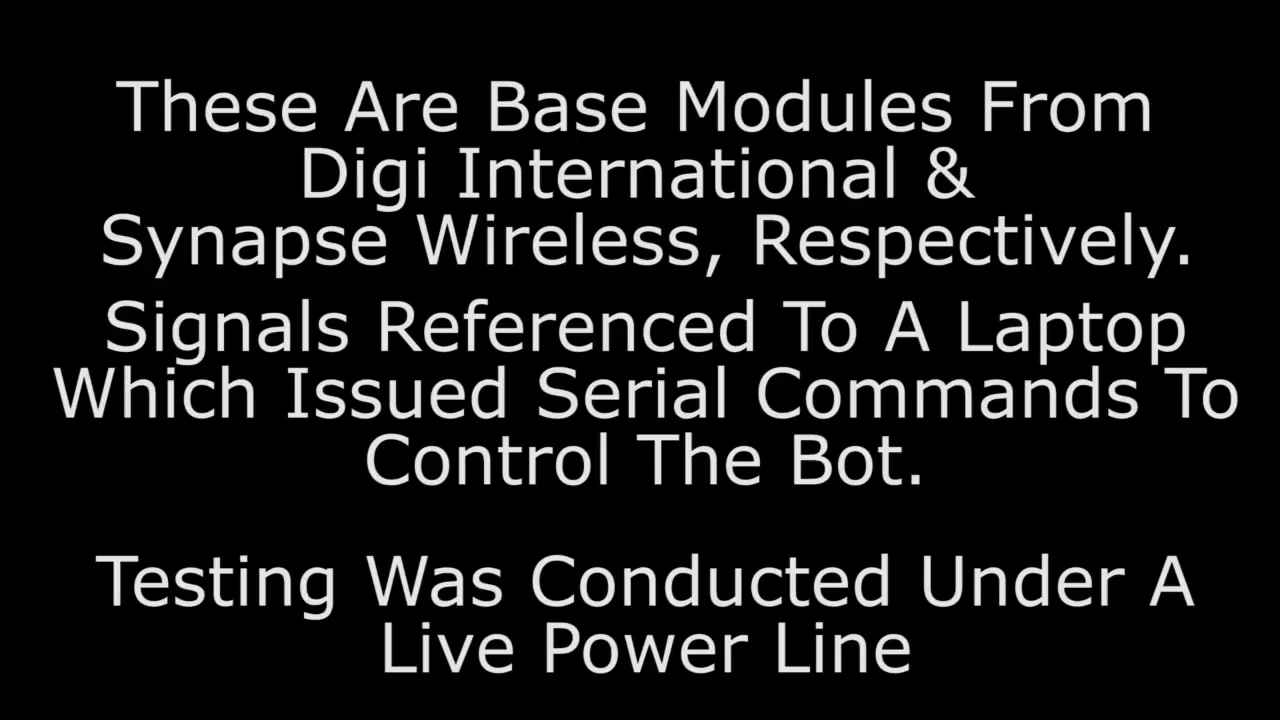 These Are Base Modules From
Digi International &
Synapse Wireless, Respectively.
Signals Referenced To A Laptop
Which Issued Serial Commands To
Control The Bot.
Testing Was Conducted Under A
Live Power Line